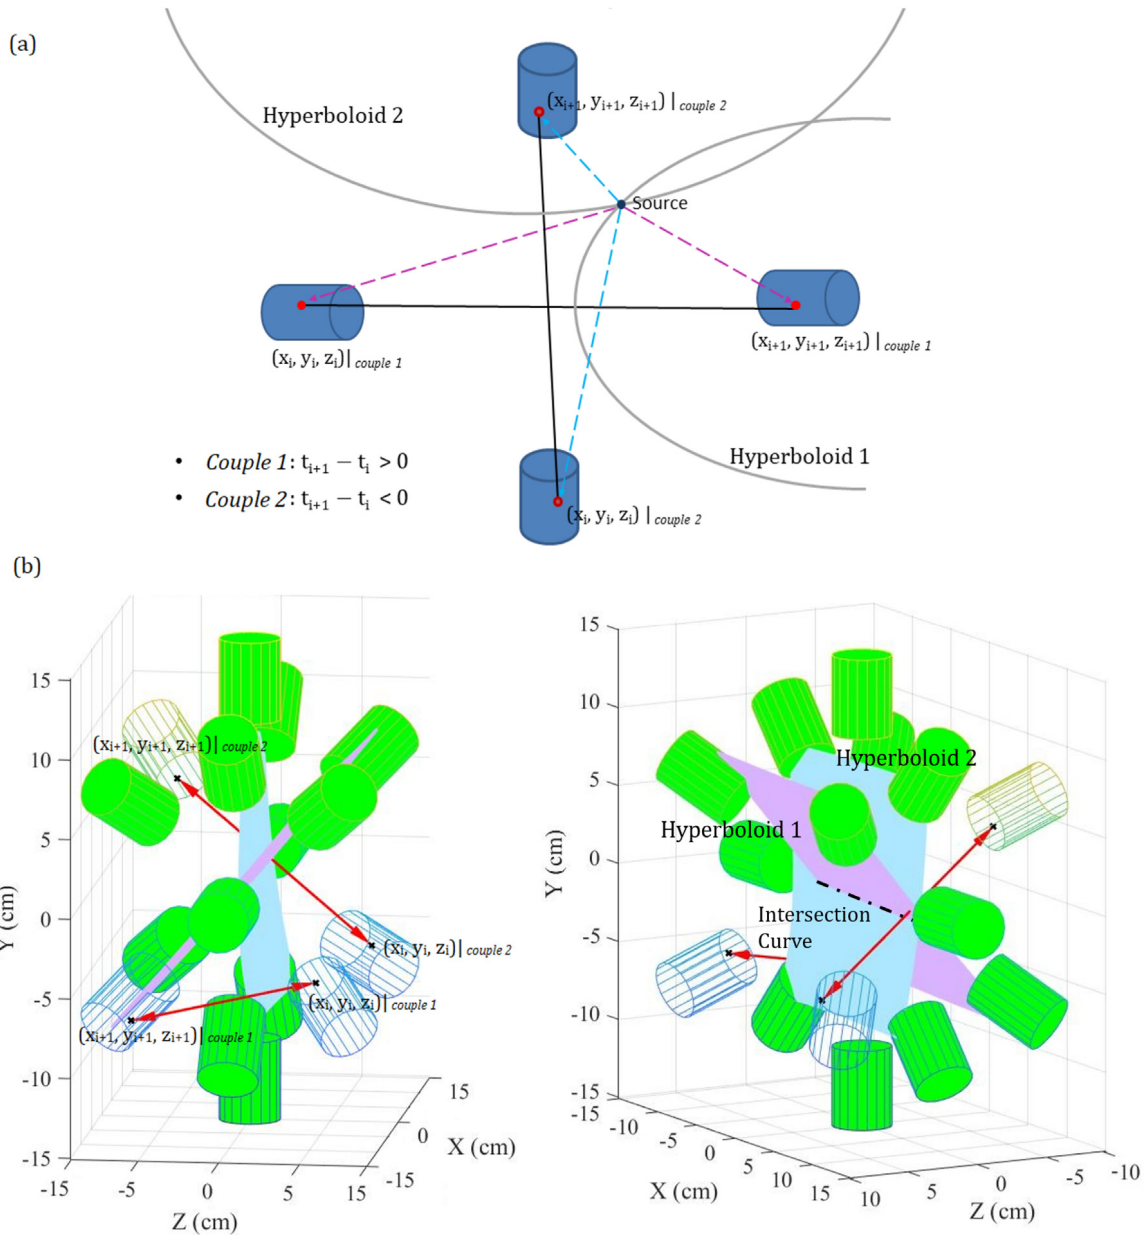 (a)
Hyperboloid 2
(xᵢ₊₁, yᵢ₊₁, zᵢ₊₁) | couple 2
Source
(xᵢ, yᵢ, zᵢ)| couple 1
(xᵢ₊₁, yᵢ₊₁, zᵢ₊₁) | couple 1
Hyperboloid 1
• Couple 1: tᵢ₊₁ − tᵢ > 0
• Couple 2: tᵢ₊₁ − tᵢ < 0
(xᵢ, yᵢ, zᵢ) | couple 2
(b)
15
10
5
0
-5
-10
-15
Y (cm)
(xᵢ₊₁, yᵢ₊₁, zᵢ₊₁)| couple 2
(xᵢ, yᵢ, zᵢ)| couple 2
(xᵢ, yᵢ, zᵢ)| couple 1
(xᵢ₊₁, yᵢ₊₁, zᵢ₊₁)| couple 1
15
0
-15
X (cm)
-15
-5
0
5
15
Z (cm)
15
10
5
0
-5
-10
-15
Y (cm)
Hyperboloid 2
Hyperboloid 1
Intersection
Curve
-15
-10
-5
0
5
10
15
X (cm)
10
5
0
-5
-10
Z (cm)